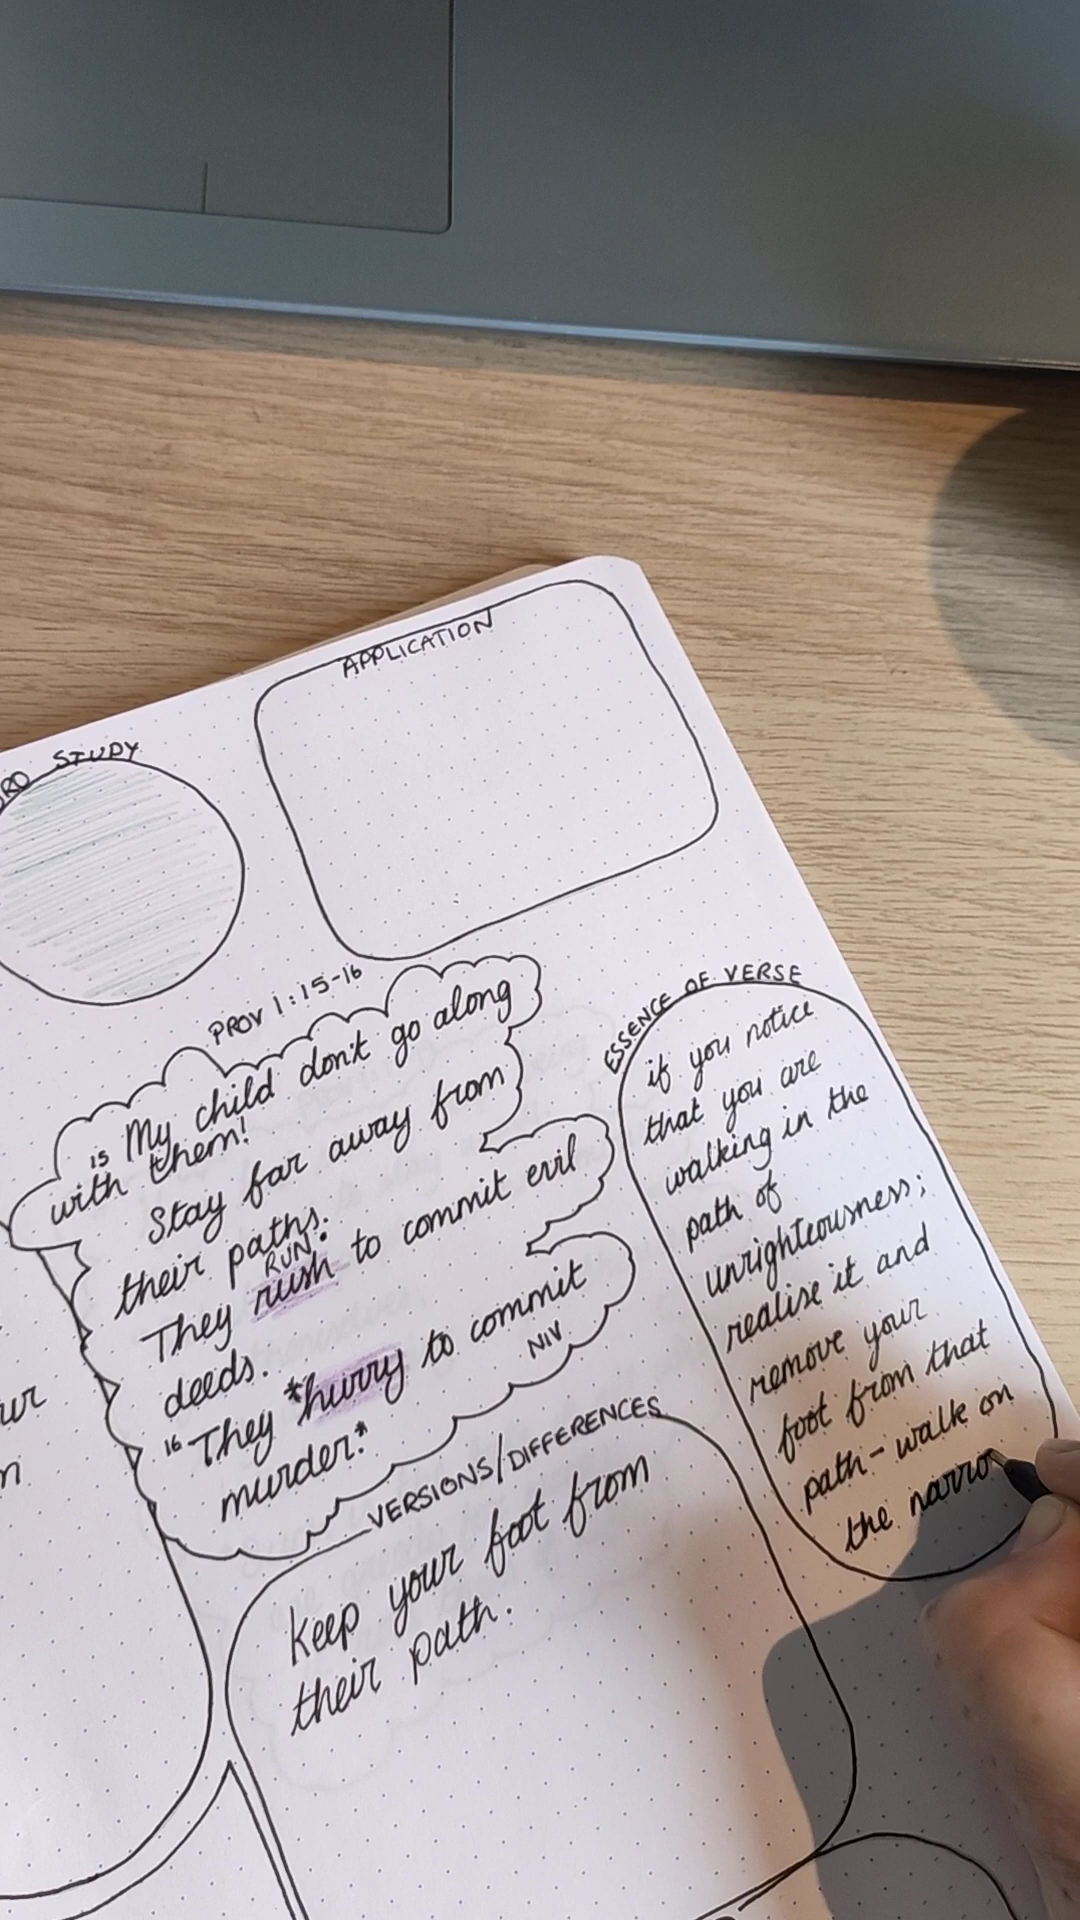 APPLICATION
STUDY
PROV 1:15-16
15 My child don't go along
with them!
Stay far away from
their paths.
RUN!
They rush to commit evil
deeds.
16 They *hurry to commit
murder.*
NIV
ESSENCE OF VERSE
if you notice
that you are
walking in the
path of
unrighteousness;
realise it and
remove your
foot from that
path - walk on
the narro
VERSIONS/DIFFERENCES
Keep your foot from
their path.